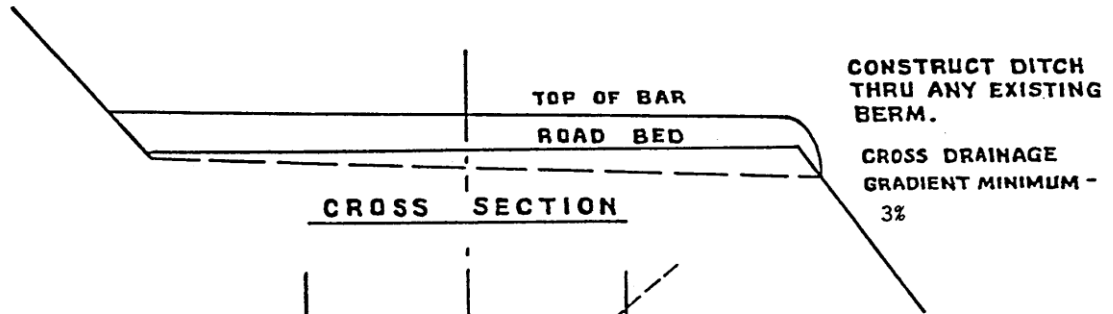 TOP OF BAR
ROAD BED
CROSS SECTION
CONSTRUCT DITCH
THRU ANY EXISTING
BERM.
CROSS DRAINAGE
GRADIENT MINIMUM -
3%